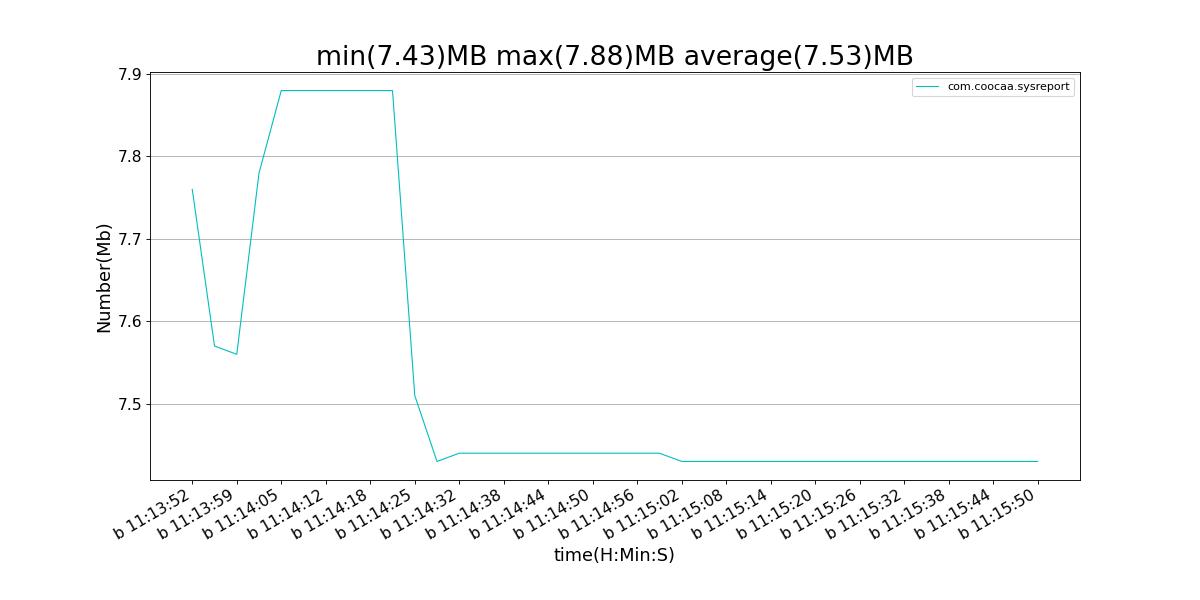 min(7.43)MB max(7.88)MB average(7.53)MB
com.coocaa.sysreport
7.9
7.8
7.7
7.6
7.5
Number(Mb)
b 11:13:52
b 11:13:59
b 11:14:05
b 11:14:12
b 11:14:18
b 11:14:25
b 11:14:32
b 11:14:38
b 11:14:44
b 11:14:50
b 11:14:56
b 11:15:02
b 11:15:08
b 11:15:14
b 11:15:20
b 11:15:26
b 11:15:32
b 11:15:38
b 11:15:44
b 11:15:50
time(H:Min:S)